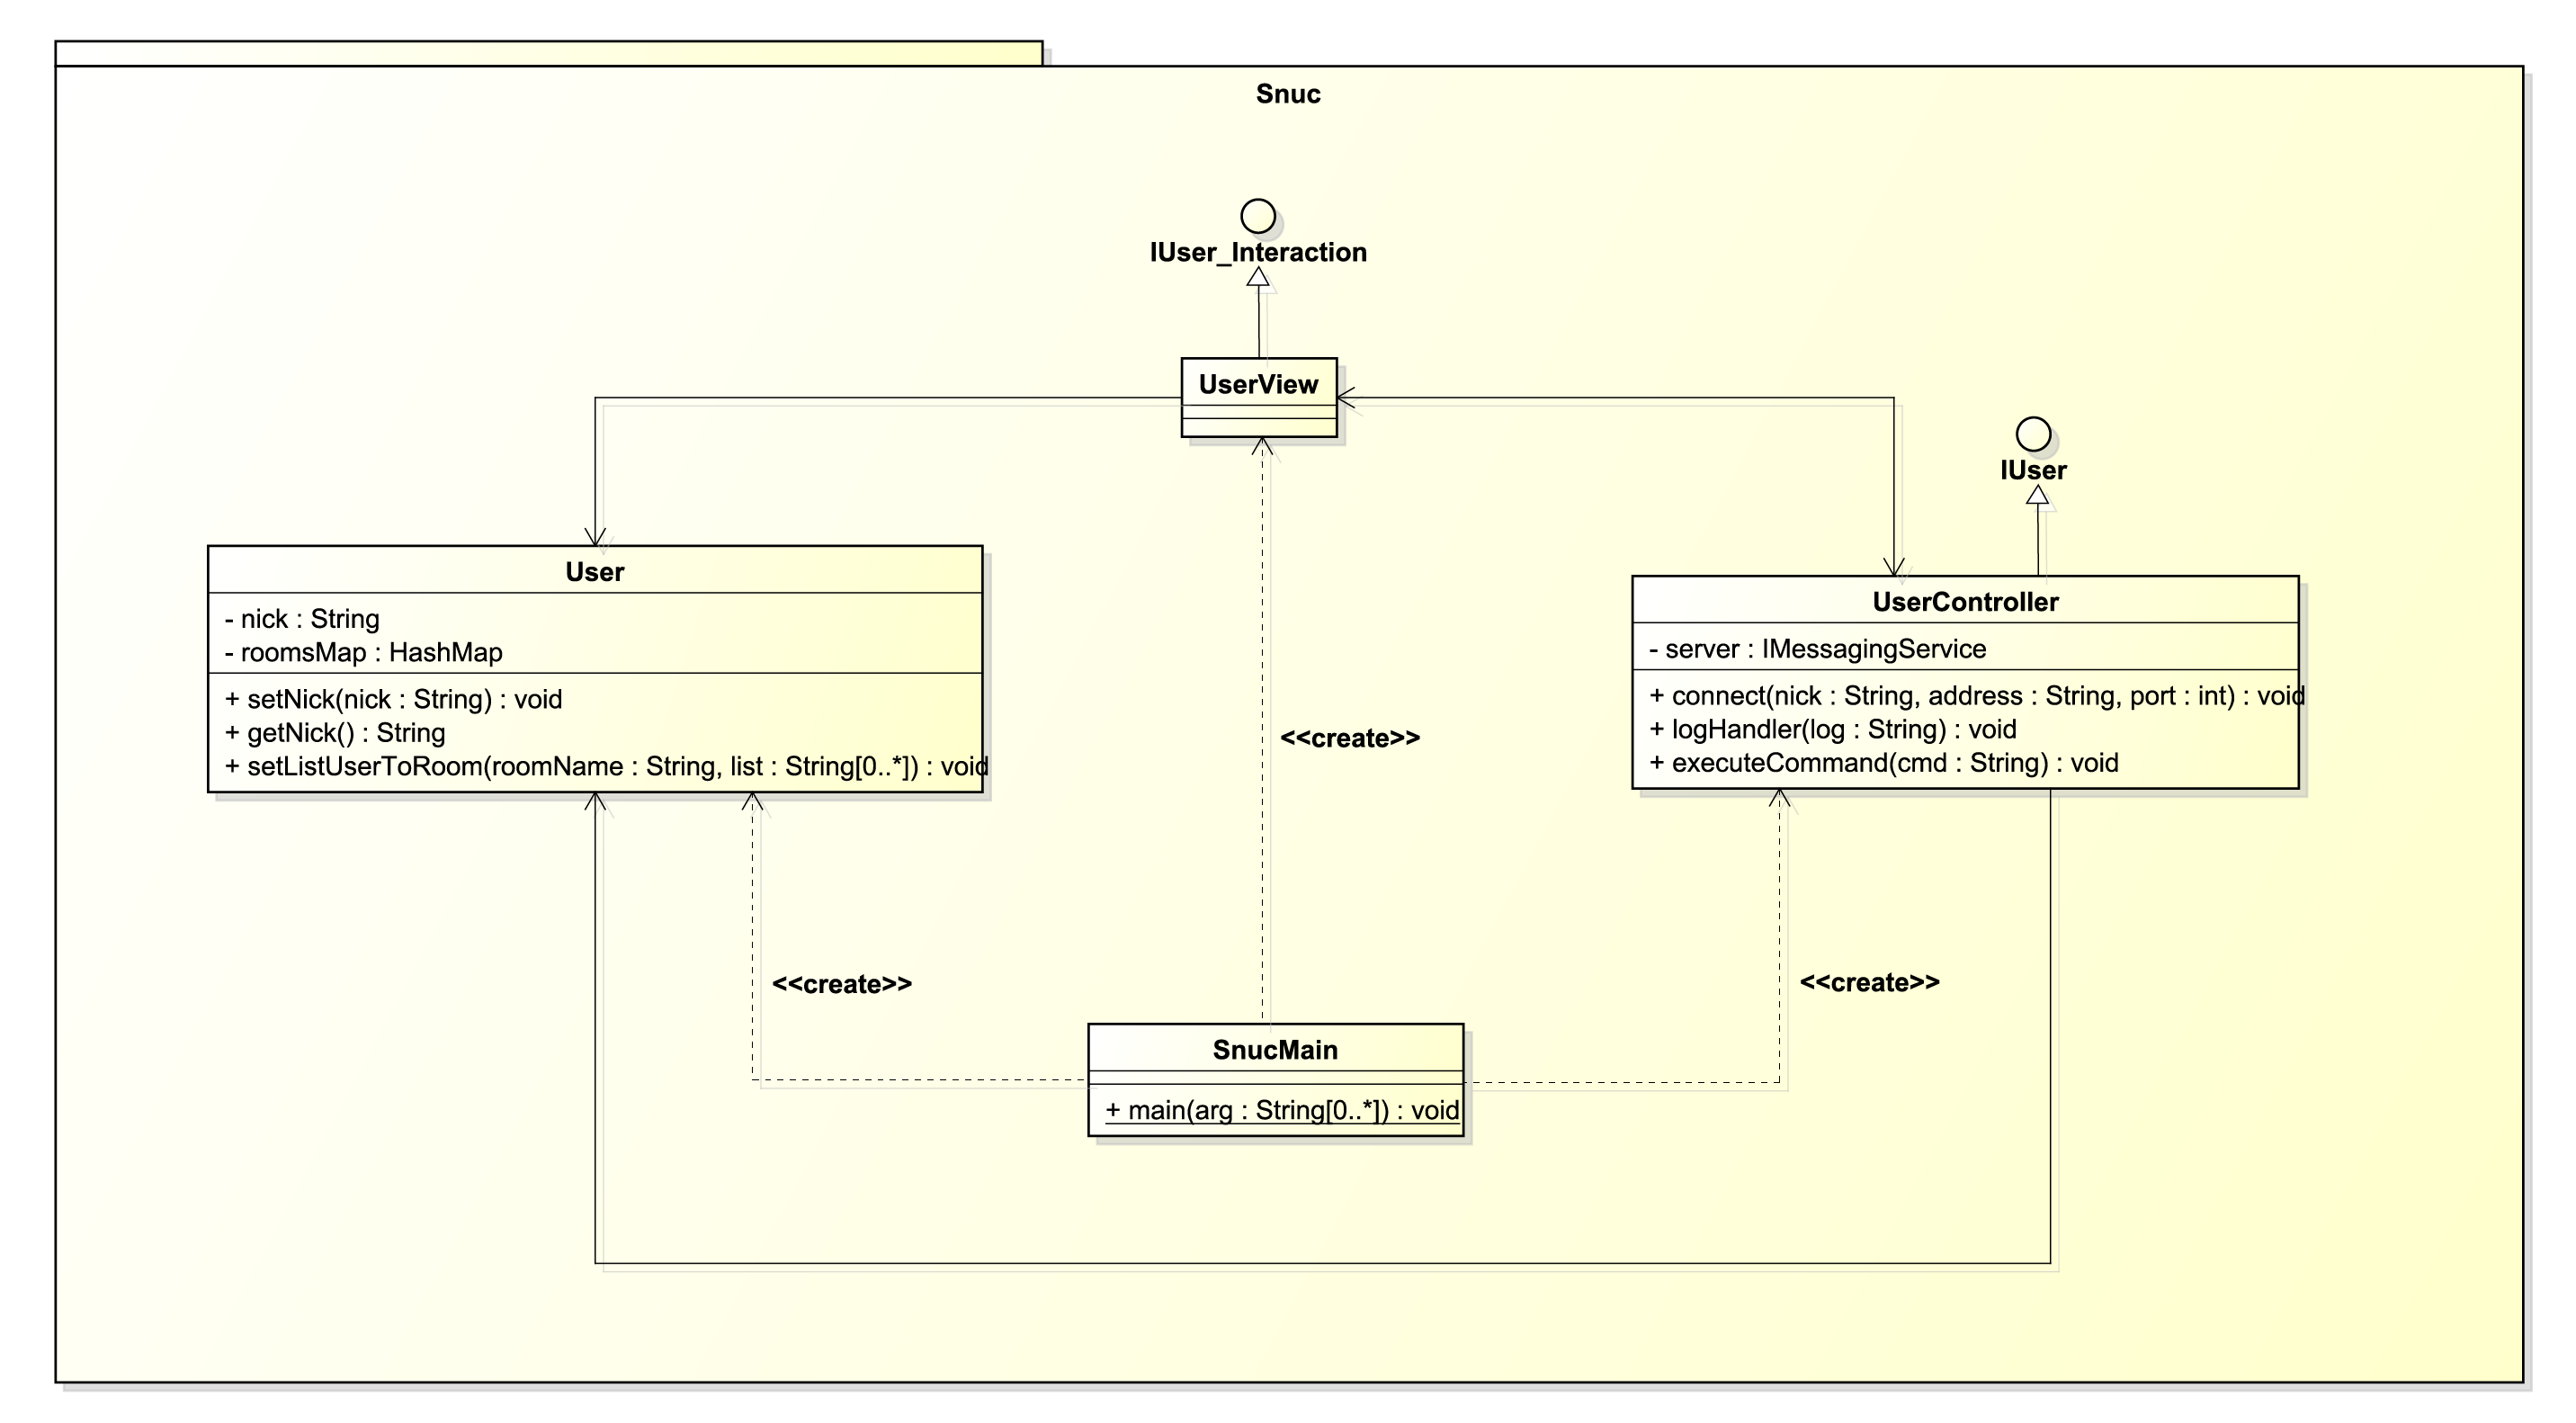 Snuc
IUser_Interaction
UserView
IUser
User
- nick : String
- roomsMap : HashMap
+ setNick(nick : String) : void
+ getNick() : String
+ setListUserToRoom(roomName : String, list : String[0..*]) : void
UserController
- server : IMessagingService
+ connect(nick : String, address : String, port : int) : void
+ logHandler(log : String) : void
+ executeCommand(cmd : String) : void
<<create>>
<<create>>
<<create>>
SnucMain
+ main(arg : String[0..*]) : void